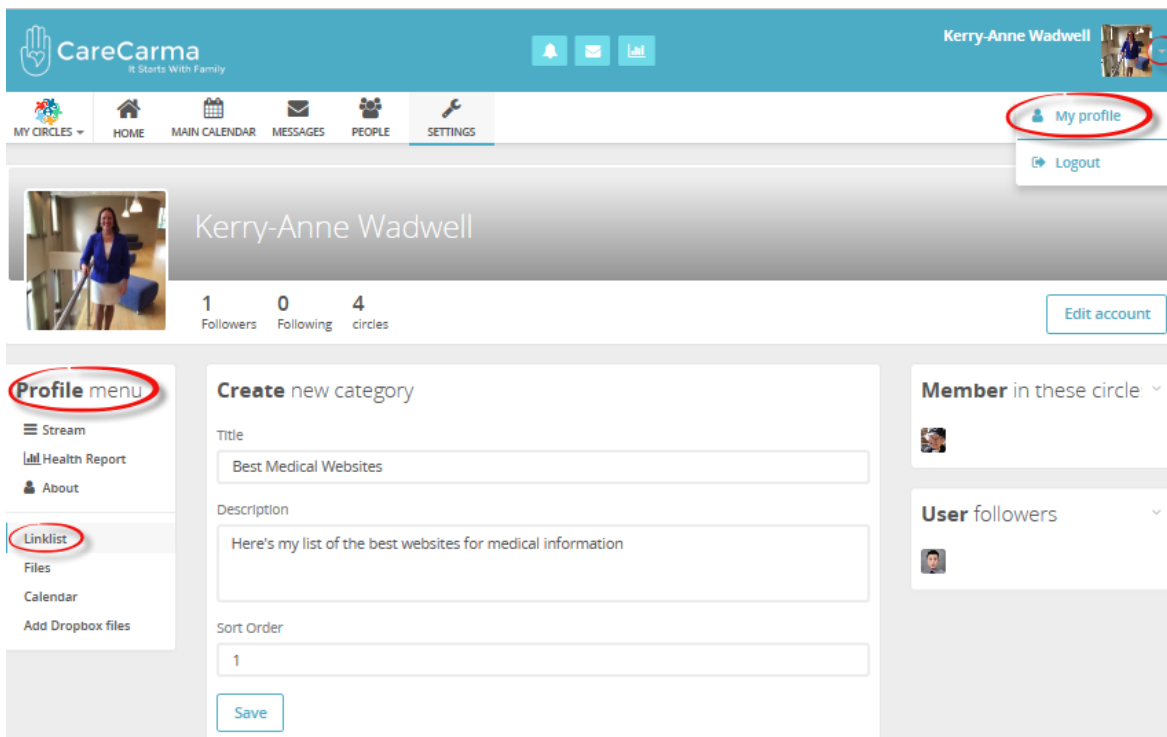 CareCarma
It Starts With Family
Kerry-Anne Wadwell
MY CIRCLES
HOME
MAIN CALENDAR
MESSAGES
PEOPLE
SETTINGS
My profile
Logout
Kerry-Anne Wadwell
1 0 4
Followers Following circles
Edit account
Profile menu
Stream
Health Report
About
Linklist
Files
Calendar
Add Dropbox files
Create new category
Title
Best Medical Websites
Description
Here's my list of the best websites for medical information
Sort Order
1
Save
Member in these circle
User followers